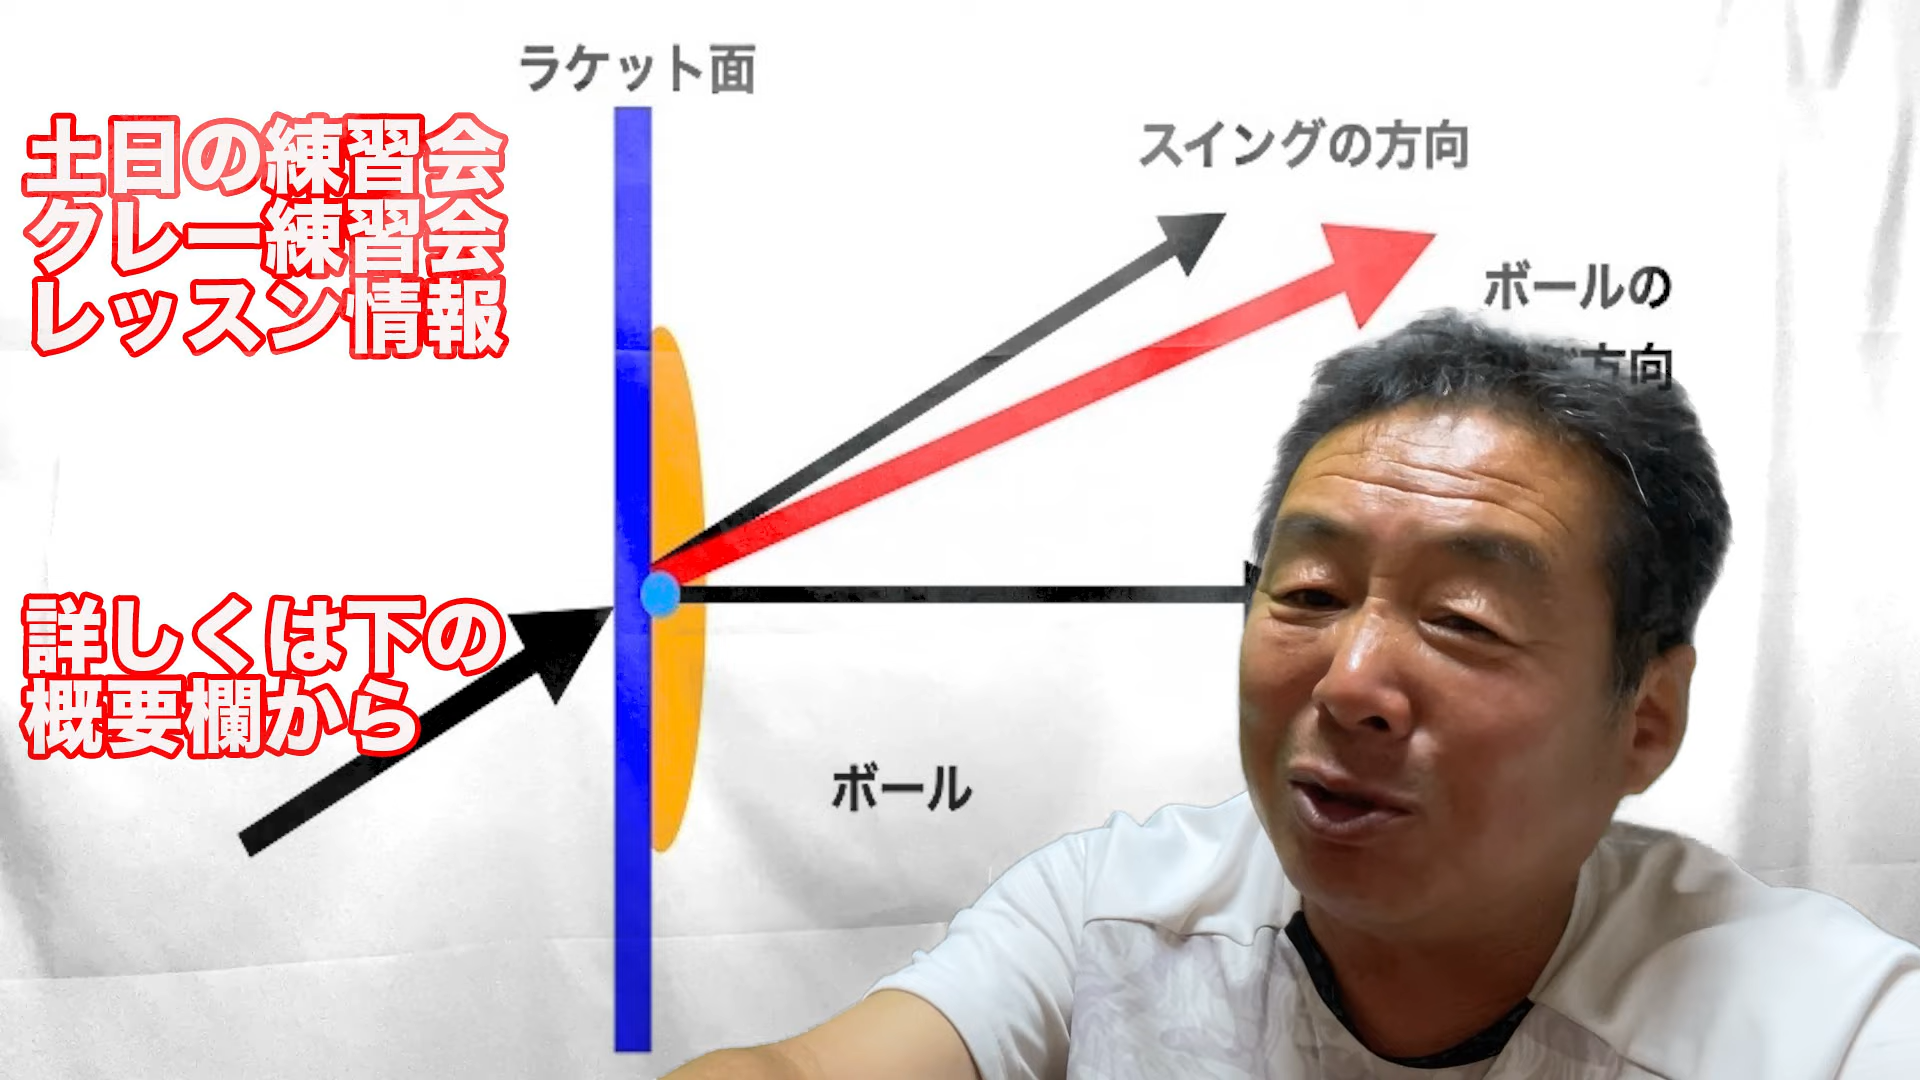 ラケット面
スイングの方向
土日の練習会
クレー練習会
レッスン情報
ボールの
方向
詳しくは下の
概要欄から
ボール